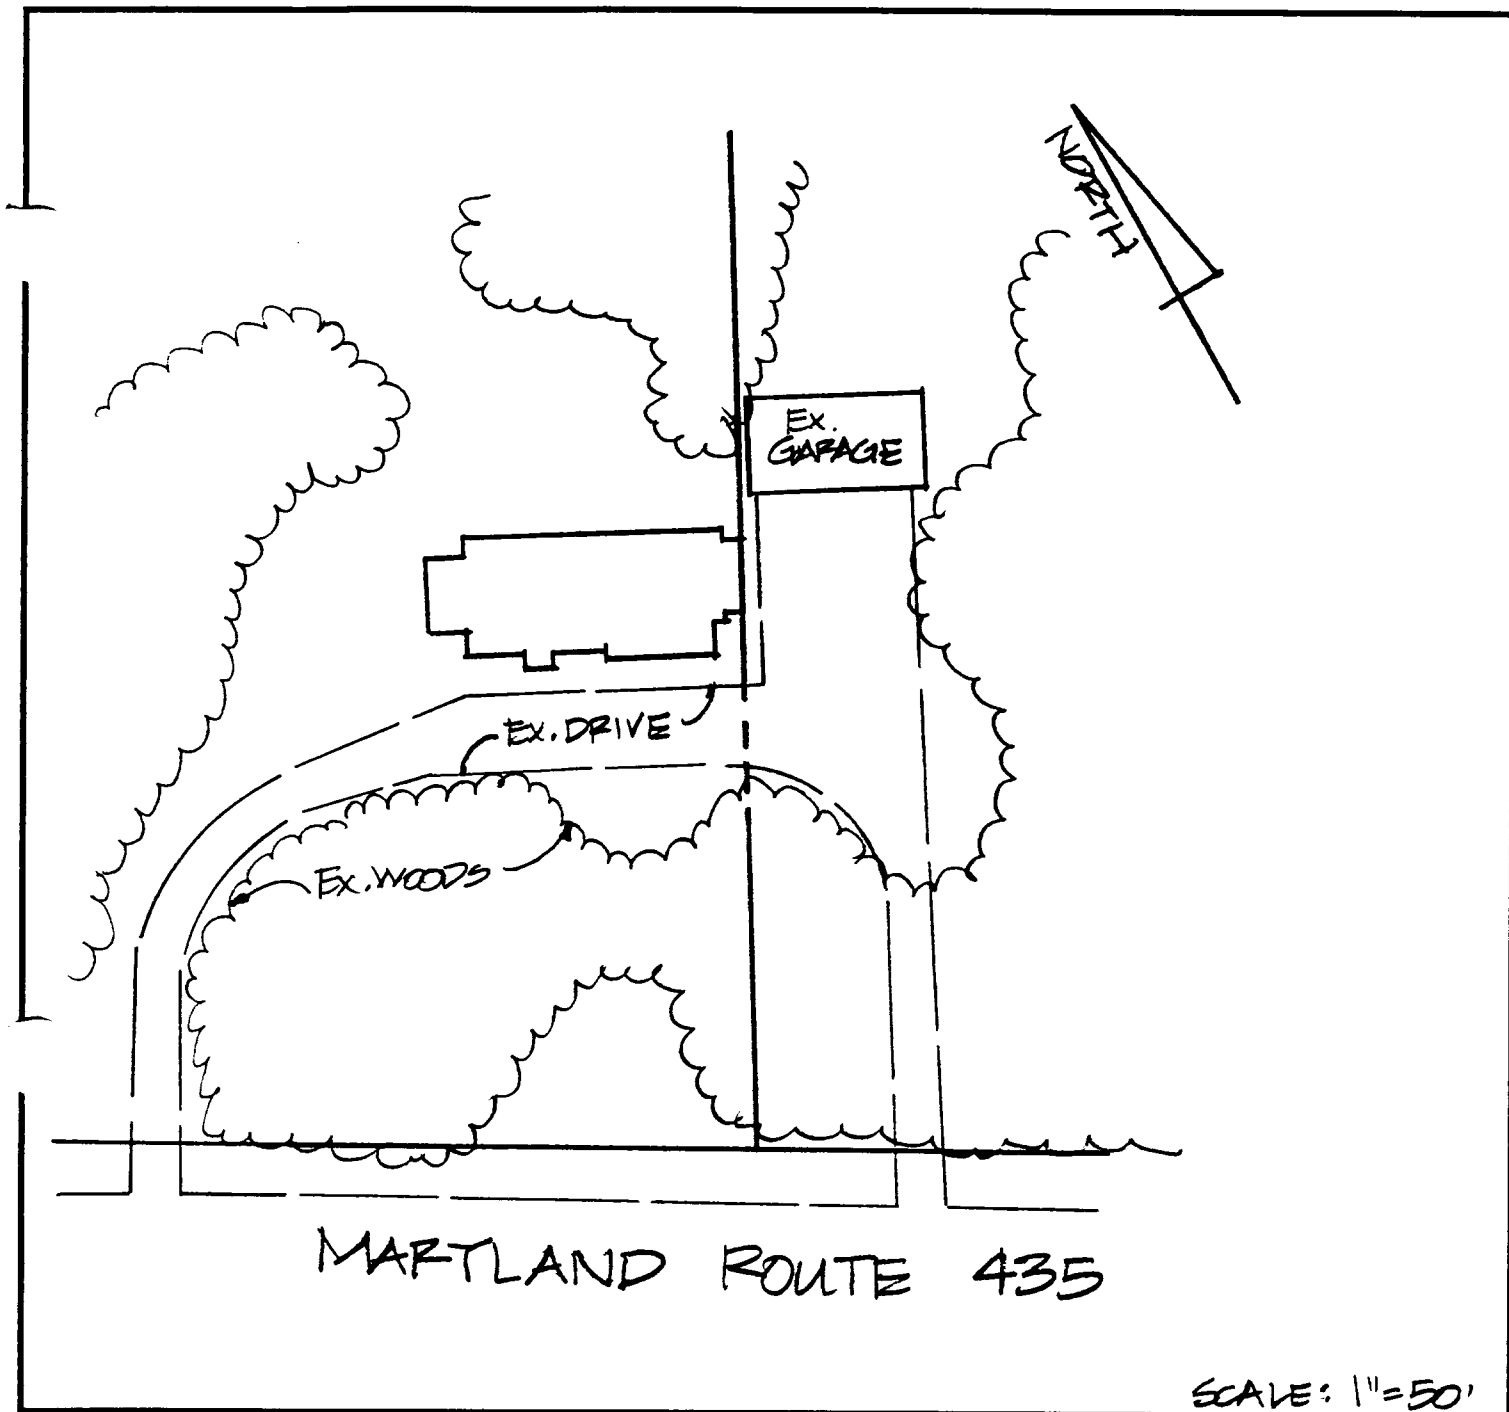 NORTH
Ex.
GARAGE
Ex. DRIVE
Ex. WOODS
MARTLAND ROUTE 435
SCALE: 1"=50'